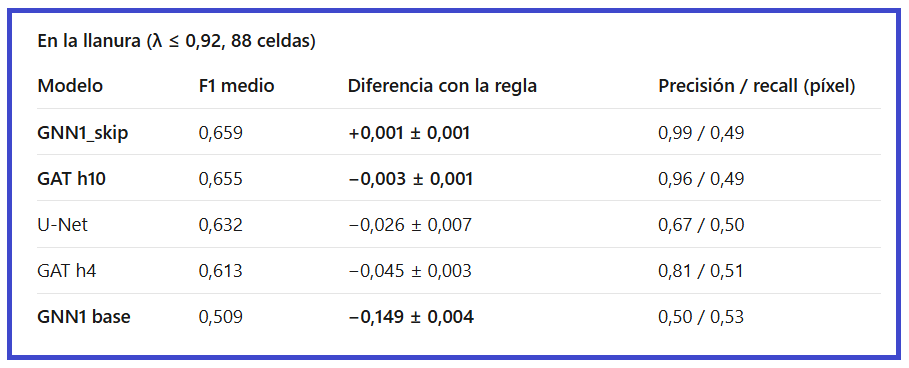 En la llanura (λ ≤ 0,92, 88 celdas)
Modelo F1 medio Diferencia con la regla Precisión / recall (píxel)
GNN1_skip 0,659 +0,001 ± 0,001 0,99 / 0,49
GAT h10 0,655 −0,003 ± 0,001 0,96 / 0,49
U-Net 0,632 −0,026 ± 0,007 0,67 / 0,50
GAT h4 0,613 −0,045 ± 0,003 0,81 / 0,51
GNN1 base 0,509 −0,149 ± 0,004 0,50 / 0,53